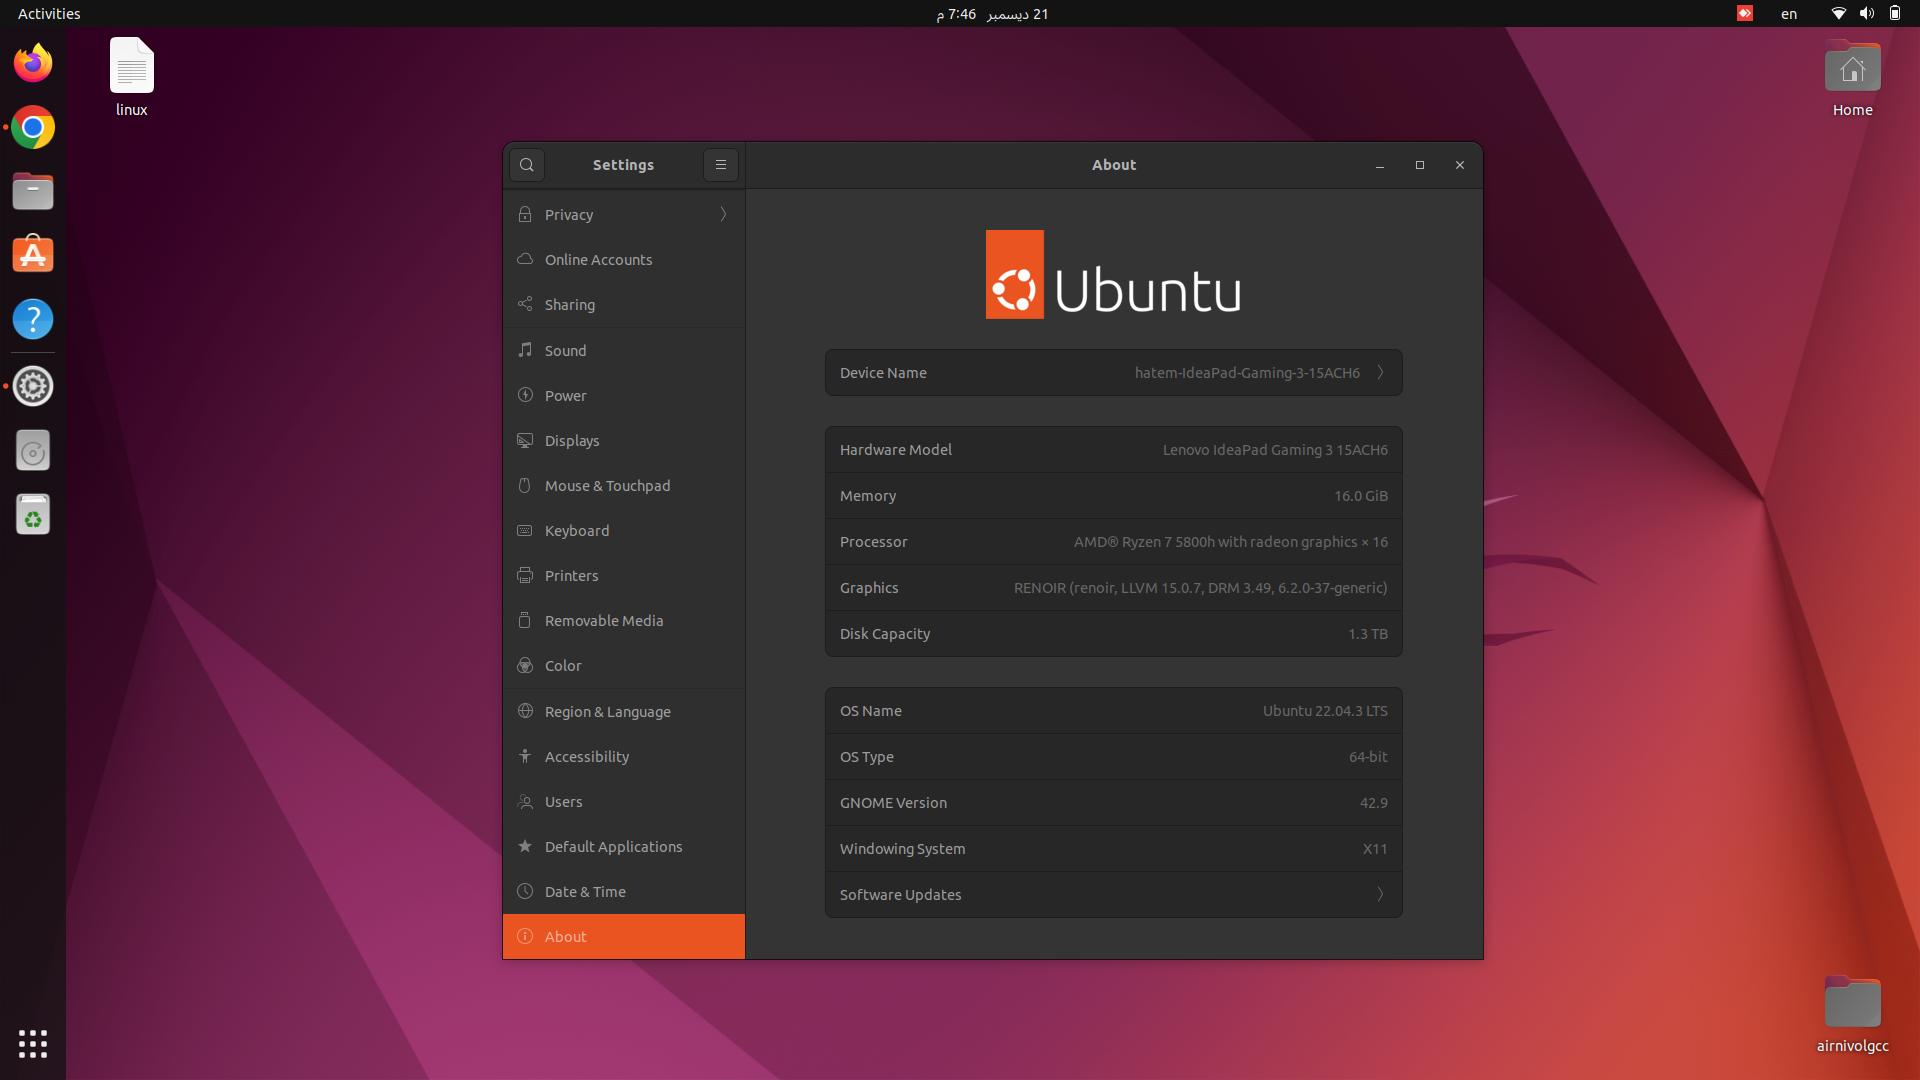 Activities
21 ديسمبر 7:46 م
en
linux
Home
Settings
About
Privacy
Online Accounts
Sharing
Sound
Power
Displays
Mouse & Touchpad
Keyboard
Printers
Removable Media
Color
Region & Language
Accessibility
Users
Default Applications
Date & Time
About
Ubuntu
Device Name hatem-IdeaPad-Gaming-3-15ACH6
Hardware Model Lenovo IdeaPad Gaming 3 15ACH6
Memory 16.0 GiB
Processor AMD® Ryzen 7 5800h with radeon graphics × 16
Graphics RENOIR (renoir, LLVM 15.0.7, DRM 3.49, 6.2.0-37-generic)
Disk Capacity 1.3 TB
OS Name Ubuntu 22.04.3 LTS
OS Type 64-bit
GNOME Version 42.9
Windowing System X11
Software Updates
airnivolgcc